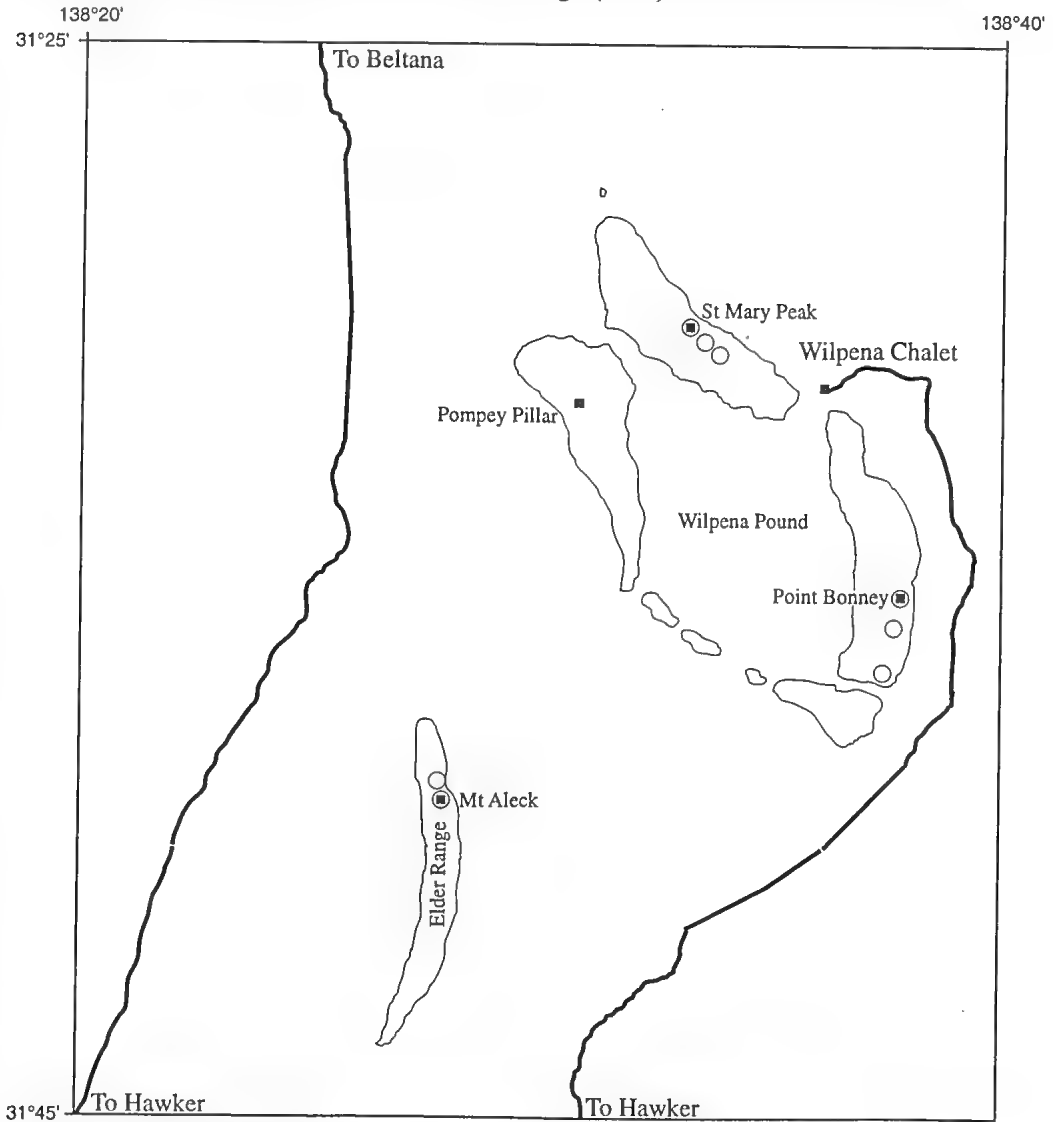 138°20'
138°40'
31°25'
To Beltana
St Mary Peak
Wilpena Chalet
Pompey Pillar
Wilpena Pound
Point Bonney
Mt Aleck
Elder Range
31°45'
To Hawker
To Hawker